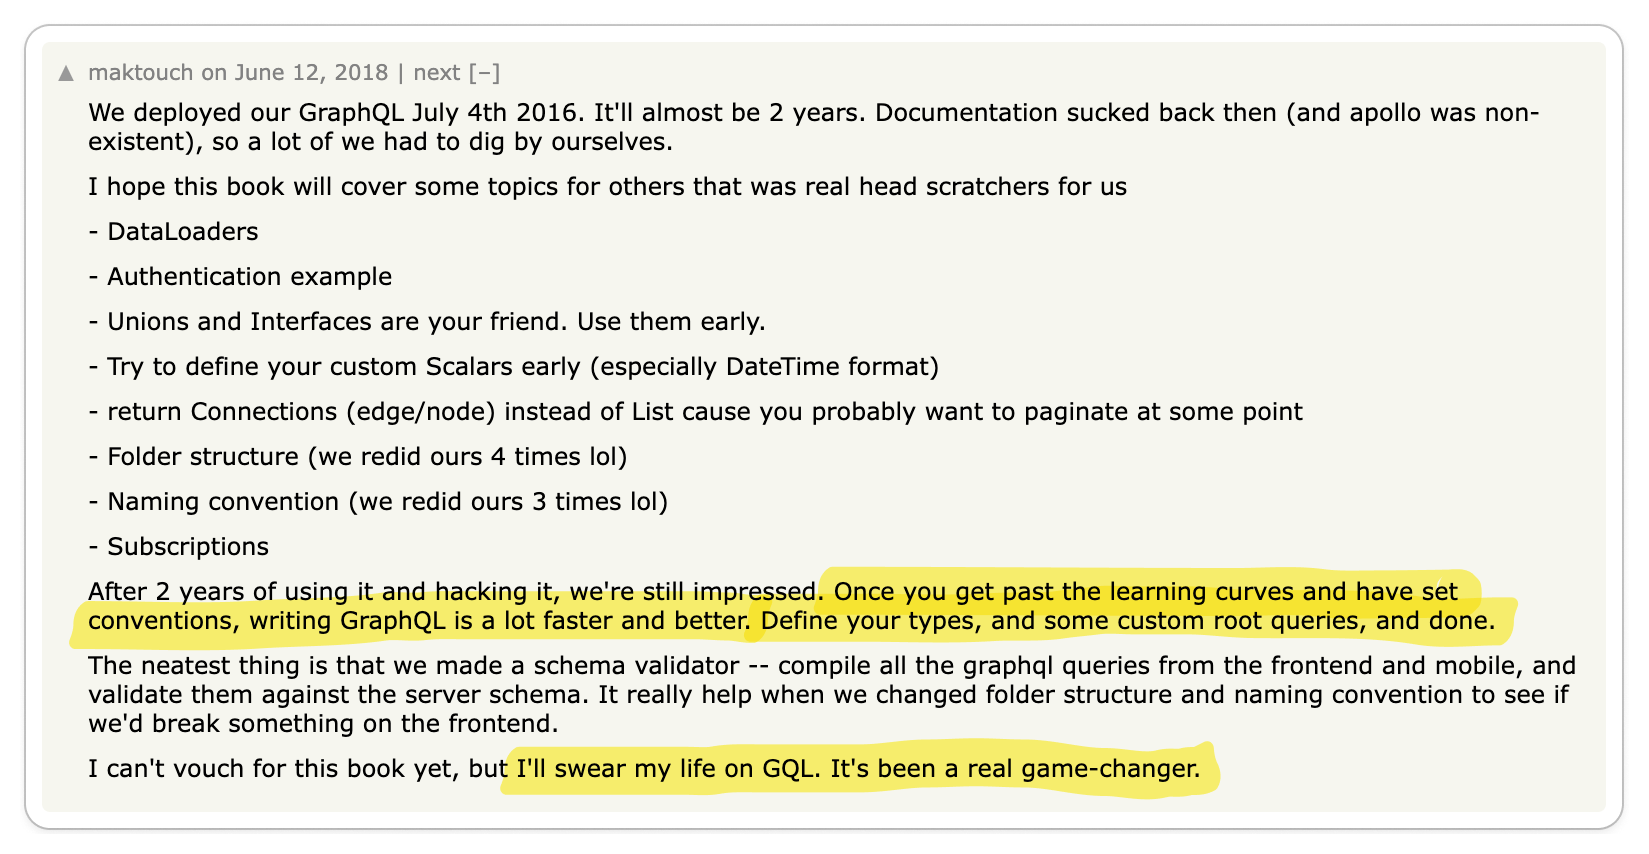 ▲ maktouch on June 12, 2018 | next [–]
We deployed our GraphQL July 4th 2016. It'll almost be 2 years. Documentation sucked back then (and apollo was non-
existent), so a lot of we had to dig by ourselves.
I hope this book will cover some topics for others that was real head scratchers for us
- DataLoaders
- Authentication example
- Unions and Interfaces are your friend. Use them early.
- Try to define your custom Scalars early (especially DateTime format)
- return Connections (edge/node) instead of List cause you probably want to paginate at some point
- Folder structure (we redid ours 4 times lol)
- Naming convention (we redid ours 3 times lol)
- Subscriptions
After 2 years of using it and hacking it, we're still impressed. Once you get past the learning curves and have set
conventions, writing GraphQL is a lot faster and better. Define your types, and some custom root queries, and done.
The neatest thing is that we made a schema validator -- compile all the graphql queries from the frontend and mobile, and
validate them against the server schema. It really help when we changed folder structure and naming convention to see if
we'd break something on the frontend.
I can't vouch for this book yet, but I'll swear my life on GQL. It's been a real game-changer.